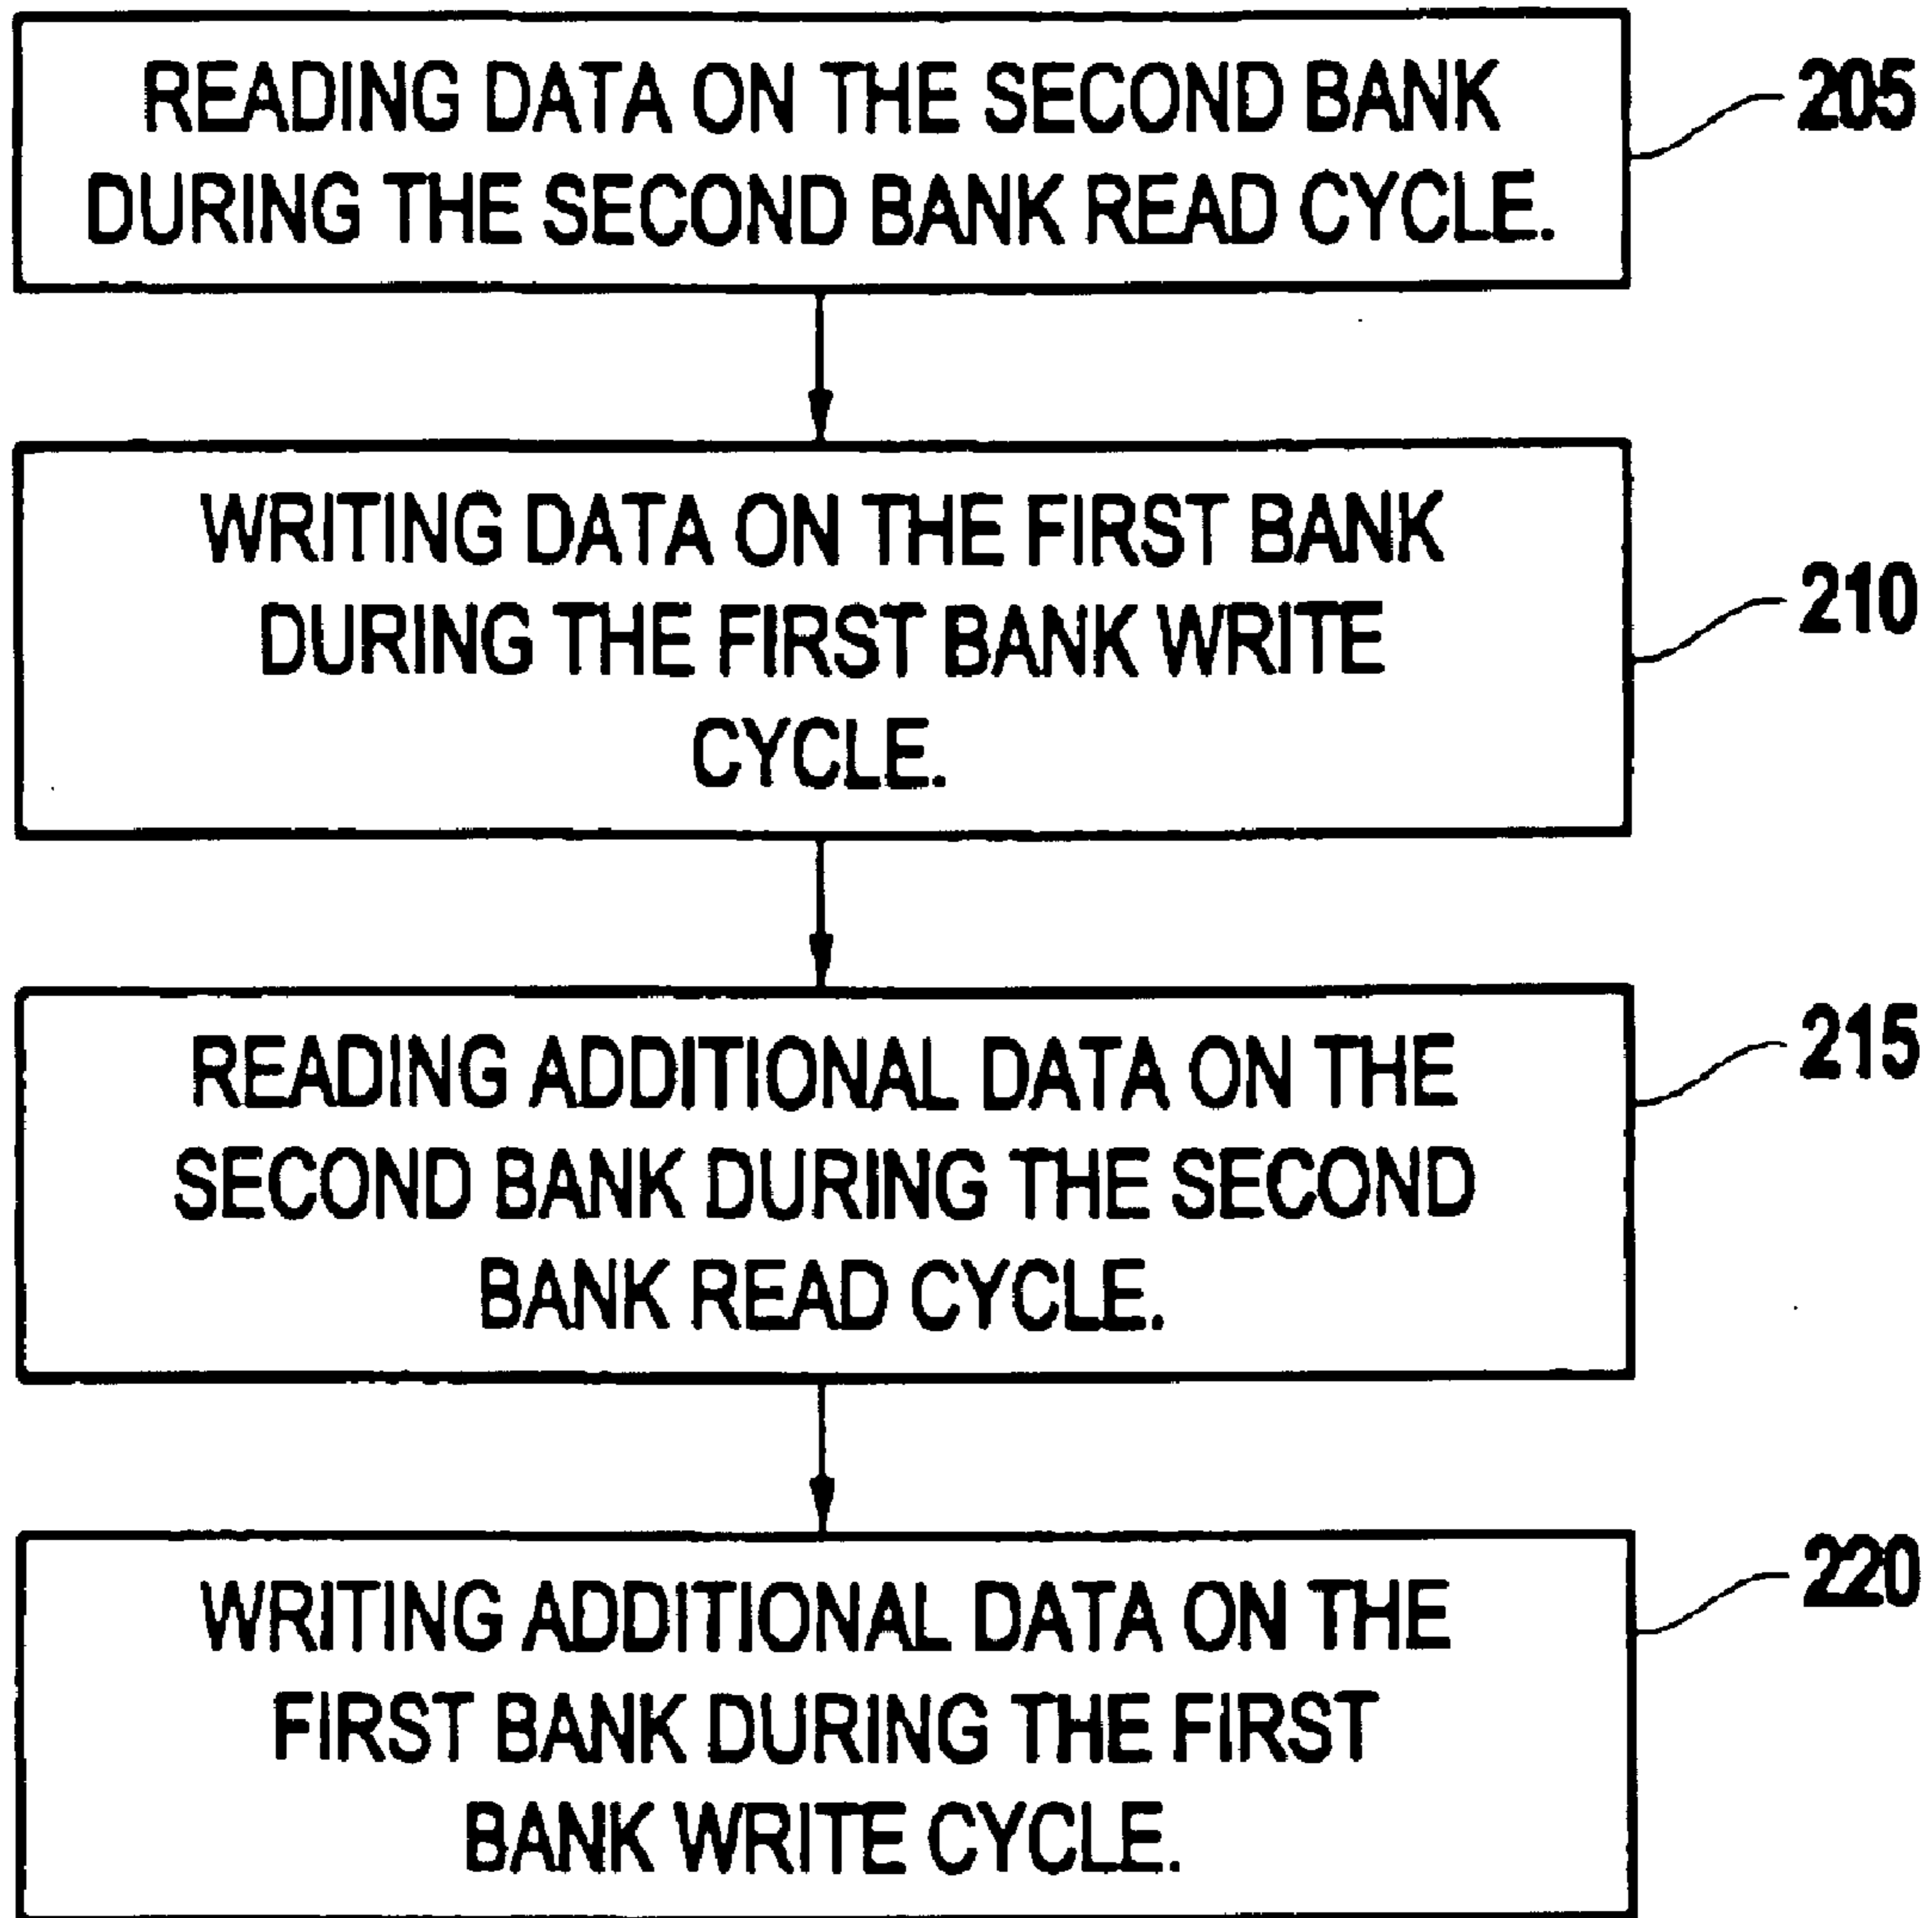 READING DATA ON THE SECOND BANK
DURING THE SECOND BANK READ CYCLE.
205
WRITING DATA ON THE FIRST BANK
DURING THE FIRST BANK WRITE
CYCLE.
210
READING ADDITIONAL DATA ON THE
SECOND BANK DURING THE SECOND
BANK READ CYCLE.
215
WRITING ADDITIONAL DATA ON THE
FIRST BANK DURING THE FIRST
BANK WRITE CYCLE.
220